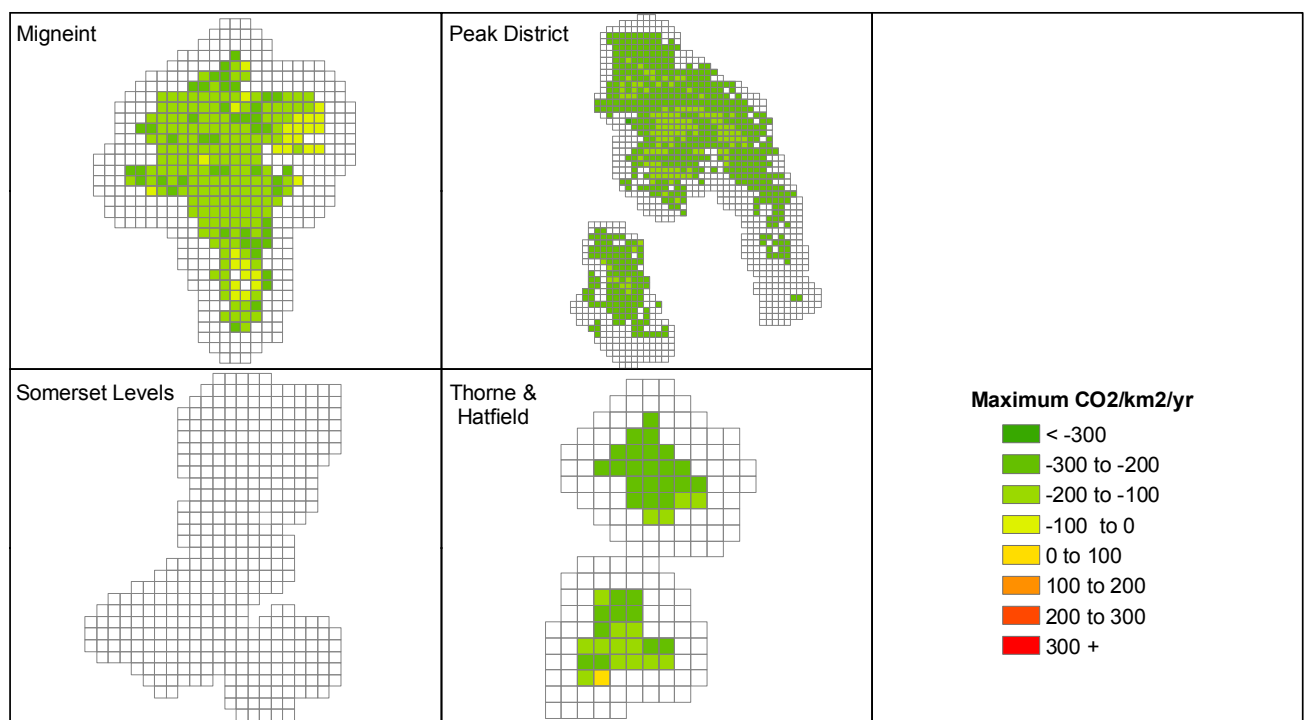 Migneint
Peak District
Somerset Levels
Thorne &
Hatfield
Maximum CO2/km2/yr
< -300
-300 to -200
-200 to -100
-100 to 0
0 to 100
100 to 200
200 to 300
300 +